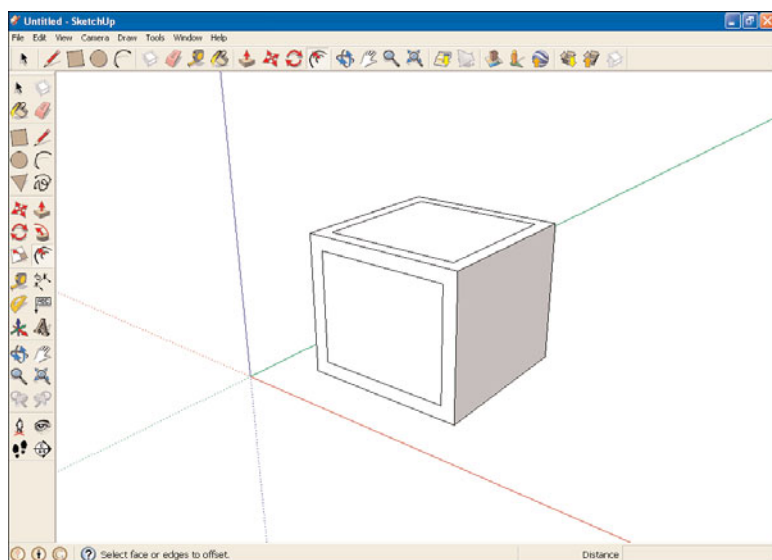 Untitled - SketchUp
File Edit View Camera Draw Tools Window Help
Select face or edges to offset.
Distance